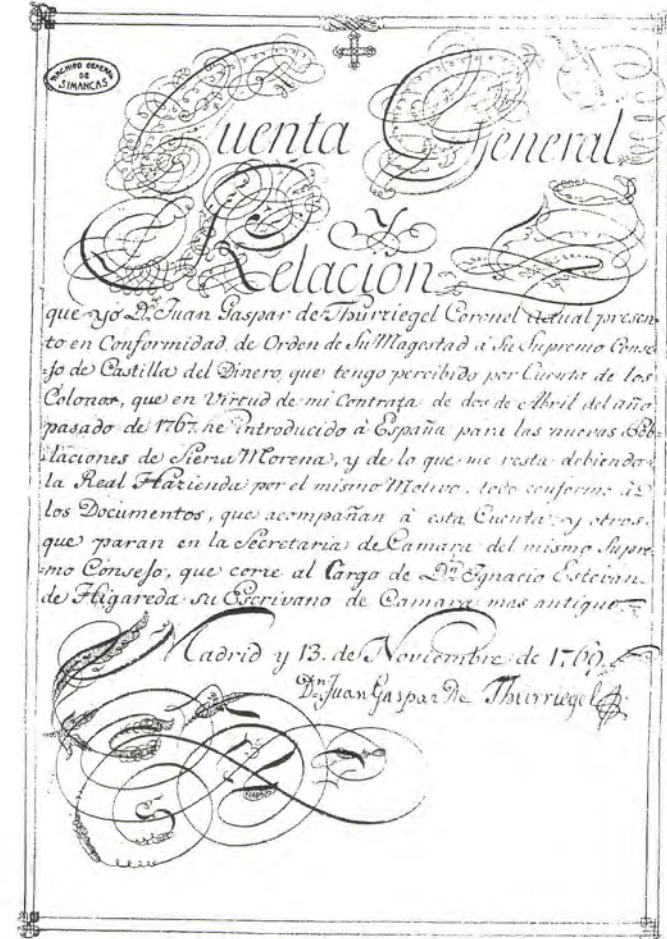 ARCHIVO GENERAL
DE
SIMANCAS
Cuenta General
Y
Relacion
que yo Dn. Juan Gaspar de Thurriegel Coronel actual presen-
to en Conformidad de Orden de Su Magestad à Su Supremo Conse-
=jo de Castilla del Dinero, que tengo percibido por Cuenta de los
Colonos, que en Virtud de mi Contrata de dos de Abril del año
pasado de 1767. he introducido à España para las nuevas Pob-
laciones de Sierra Morena, y de lo que me resta debiendo
la Real Hazienda por el mismo Motivo, todo conforme à
los Documentos, que acompañan à esta Cuenta, y otros,
que paran en la Secretaria de Camara del mismo Supre-
=mo Consejo, que corre al Cargo de Dn. Ignacio Estevan
de Higareda su Escrivano de Camara mas antiguo.=
Madrid y 13. de Noviembre de 1769.
Dn. Juan Gaspar De Thurriegel